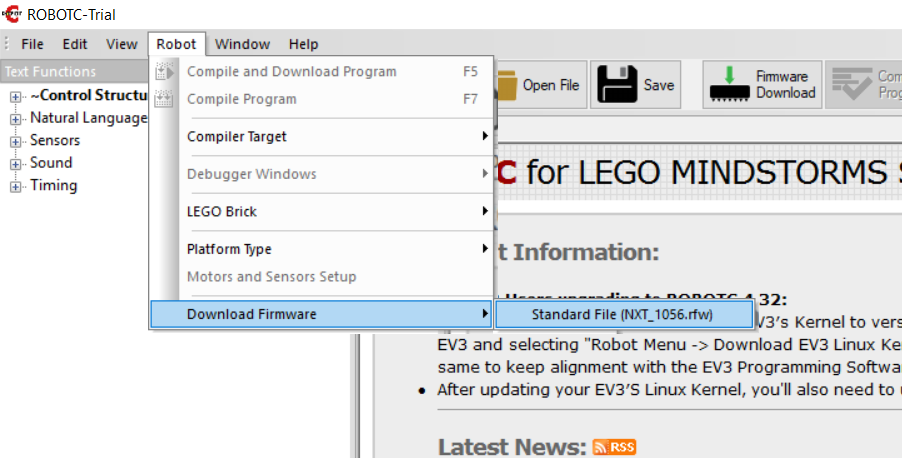 ROBOTC-Trial
File Edit View Robot Window Help
Text Functions
~Control Structu
Natural Language
Sensors
Sound
Timing
Compile and Download Program F5
Compile Program F7
Compiler Target
Debugger Windows
LEGO Brick
Platform Type
Motors and Sensors Setup
Download Firmware
Standard File (NXT_1056.rfw)
Open File
Save
Firmware
Download
Com
Prog
C for LEGO MINDSTORMS S
t Information:
Users upgrading to ROBOTC 4.32:
V3's Kernel to vers
EV3 and selecting "Robot Menu -> Download EV3 Linux Ke
same to keep alignment with the EV3 Programming Softwa
• After updating your EV3'S Linux Kernel, you'll also need to
Latest News: RSS